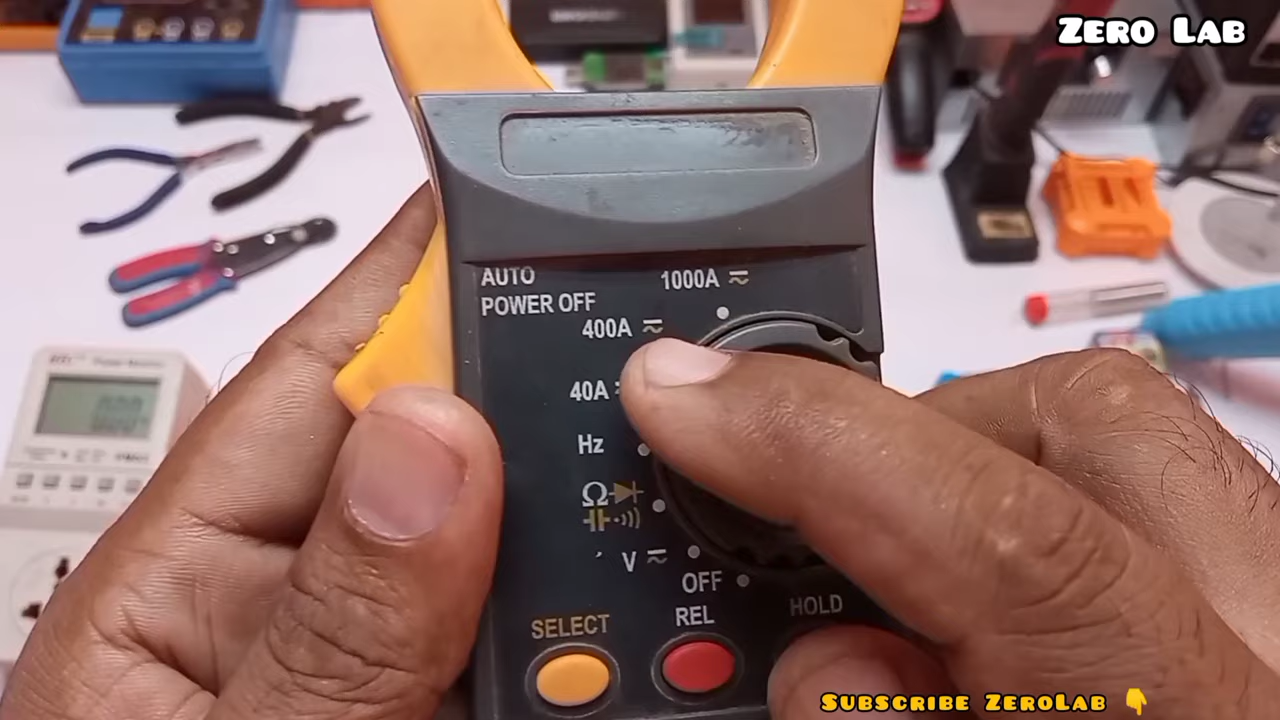 Zero Lab
AUTO
POWER OFF
1000A
400A
40A
Hz
Ω
V
OFF
HOLD
REL
SELECT
Subscribe ZeroLab 👇